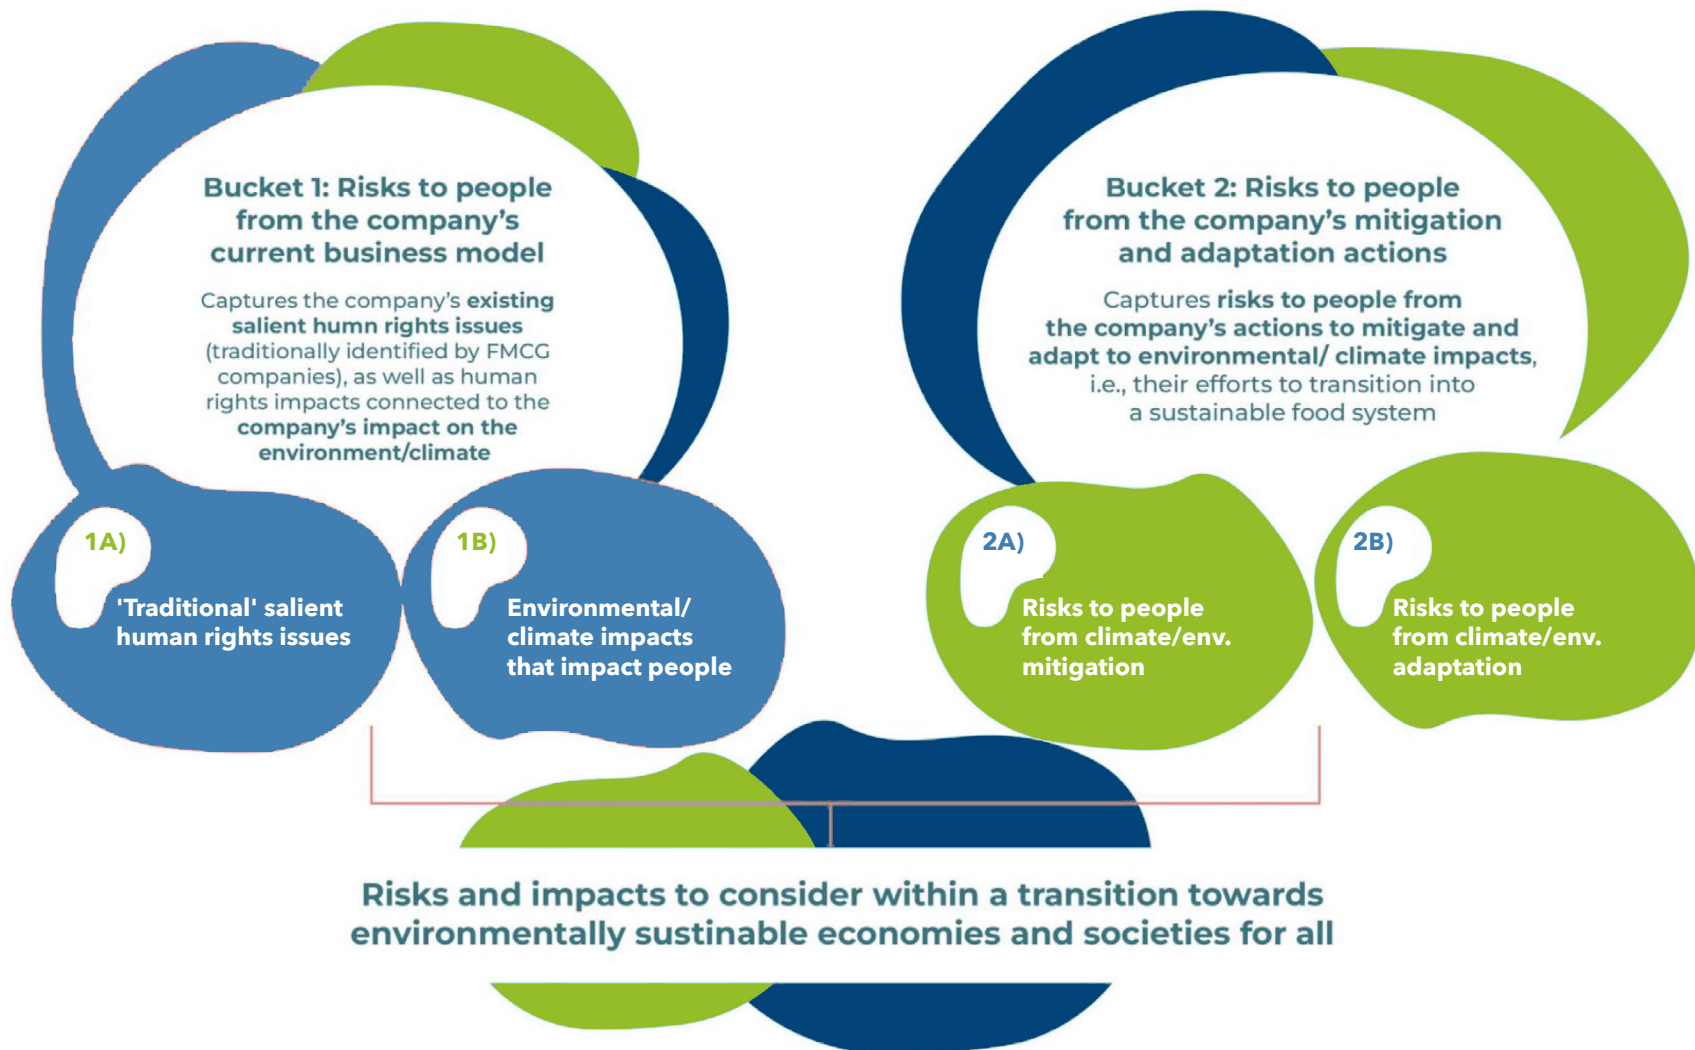 Bucket 1: Risks to people
from the company's
current business model
Captures the company's existing
salient humn rights issues
(traditionally identified by FMCG
companies), as well as human
rights impacts connected to the
company's impact on the
environment/climate
1A)
'Traditional' salient
human rights issues
1B)
Environmental/
climate impacts
that impact people
Bucket 2: Risks to people
from the company's mitigation
and adaptation actions
Captures risks to people from
the company's actions to mitigate and
adapt to environmental/ climate impacts,
i.e., their efforts to transition into
a sustainable food system
2A)
Risks to people
from climate/env.
mitigation
2B)
Risks to people
from climate/env.
adaptation
Risks and impacts to consider within a transition towards
environmentally sustinable economies and societies for all